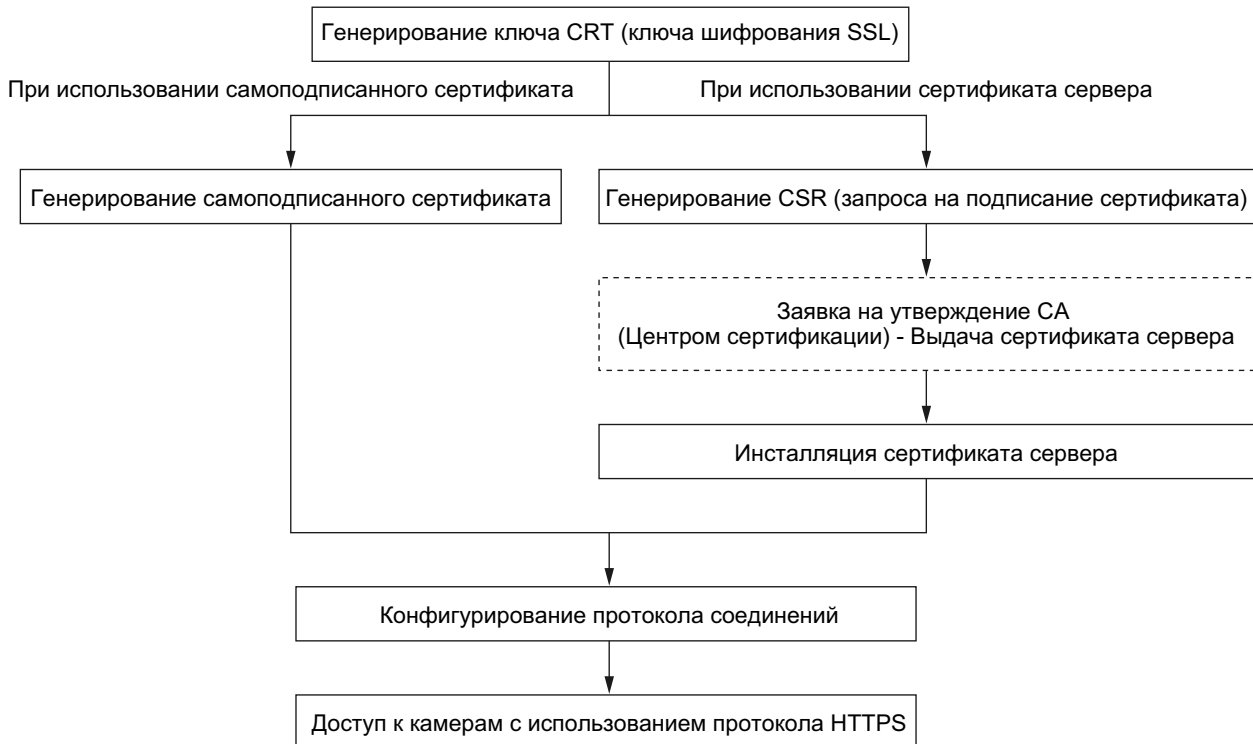 Генерирование ключа CRT (ключа шифрования SSL)
При использовании самоподписанного сертификата
При использовании сертификата сервера
Генерирование самоподписанного сертификата
Генерирование CSR (запроса на подписание сертификата)
Заявка на утверждение CA
(Центром сертификации) - Выдача сертификата сервера
Инсталляция сертификата сервера
Конфигурирование протокола соединений
Доступ к камерам с использованием протокола HTTPS